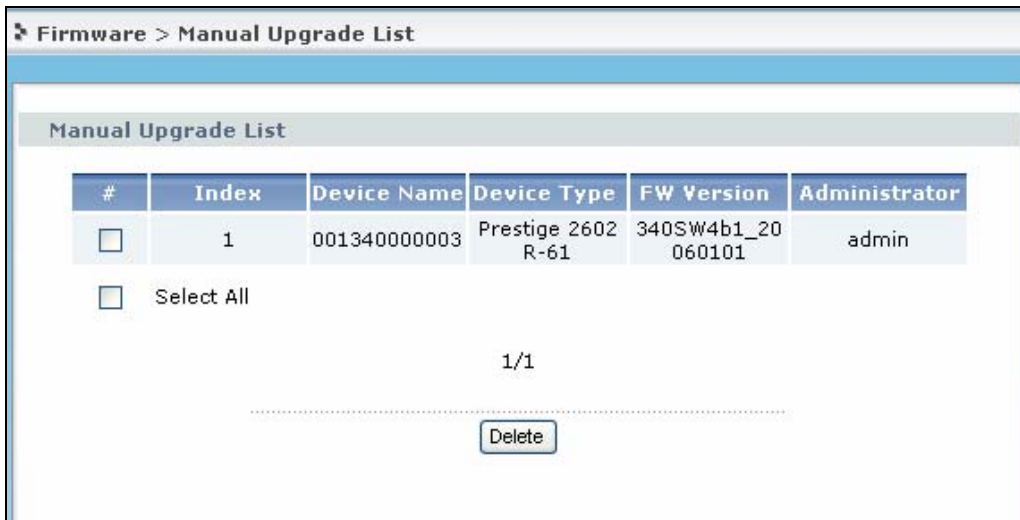 Firmware > Manual Upgrade List
Manual Upgrade List
# Index Device Name Device Type FW Version Administrator
1 001340000003 Prestige 2602 340SW4b1_20 admin
R-61 060101
Select All
1/1
Delete